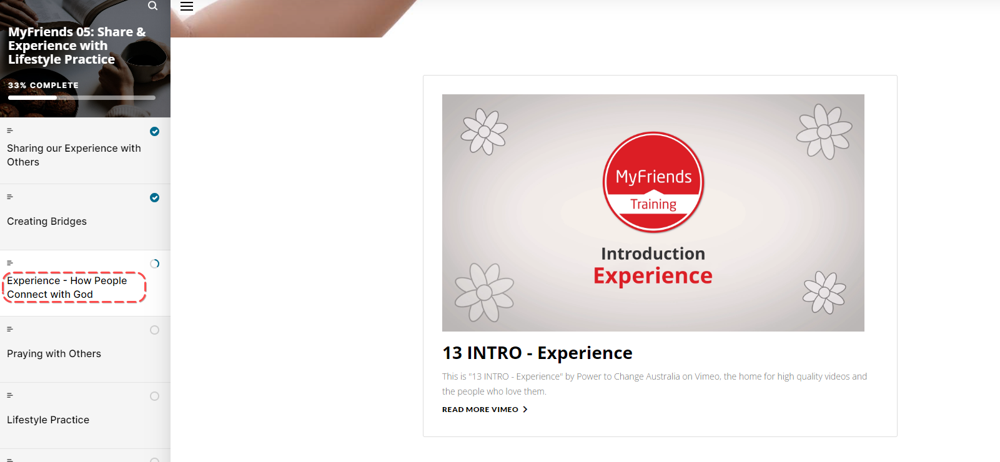 MyFriends 05: Share &
Experience with
Lifestyle Practice
33% COMPLETE
Sharing our Experience with
Others
Creating Bridges
Experience - How People
Connect with God
Praying with Others
Lifestyle Practice
MyFriends
Training
Introduction
Experience
13 INTRO - Experience
This is "13 INTRO - Experience" by Power to Change Australia on Vimeo, the home for high quality videos and
the people who love them.
READ MORE VIMEO